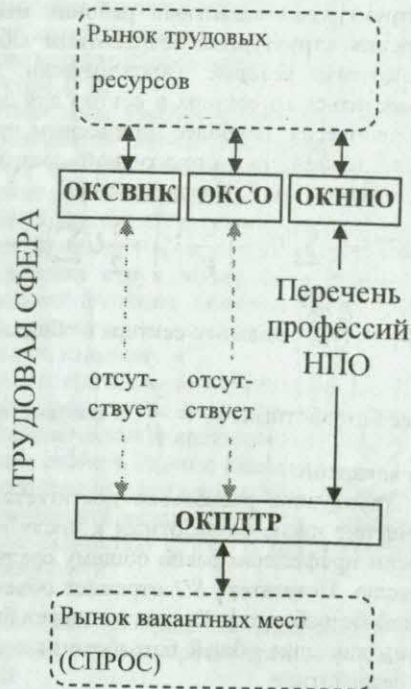 Рынок трудовых
ресурсов
ОКСВНК ОКСО ОКНПО
ТРУДОВАЯ СФЕРА
Перечень
профессий
НПО
отсут- отсут-
ствует ствует
ОКПДТР
Рынок вакантных мест
(СПРОС)